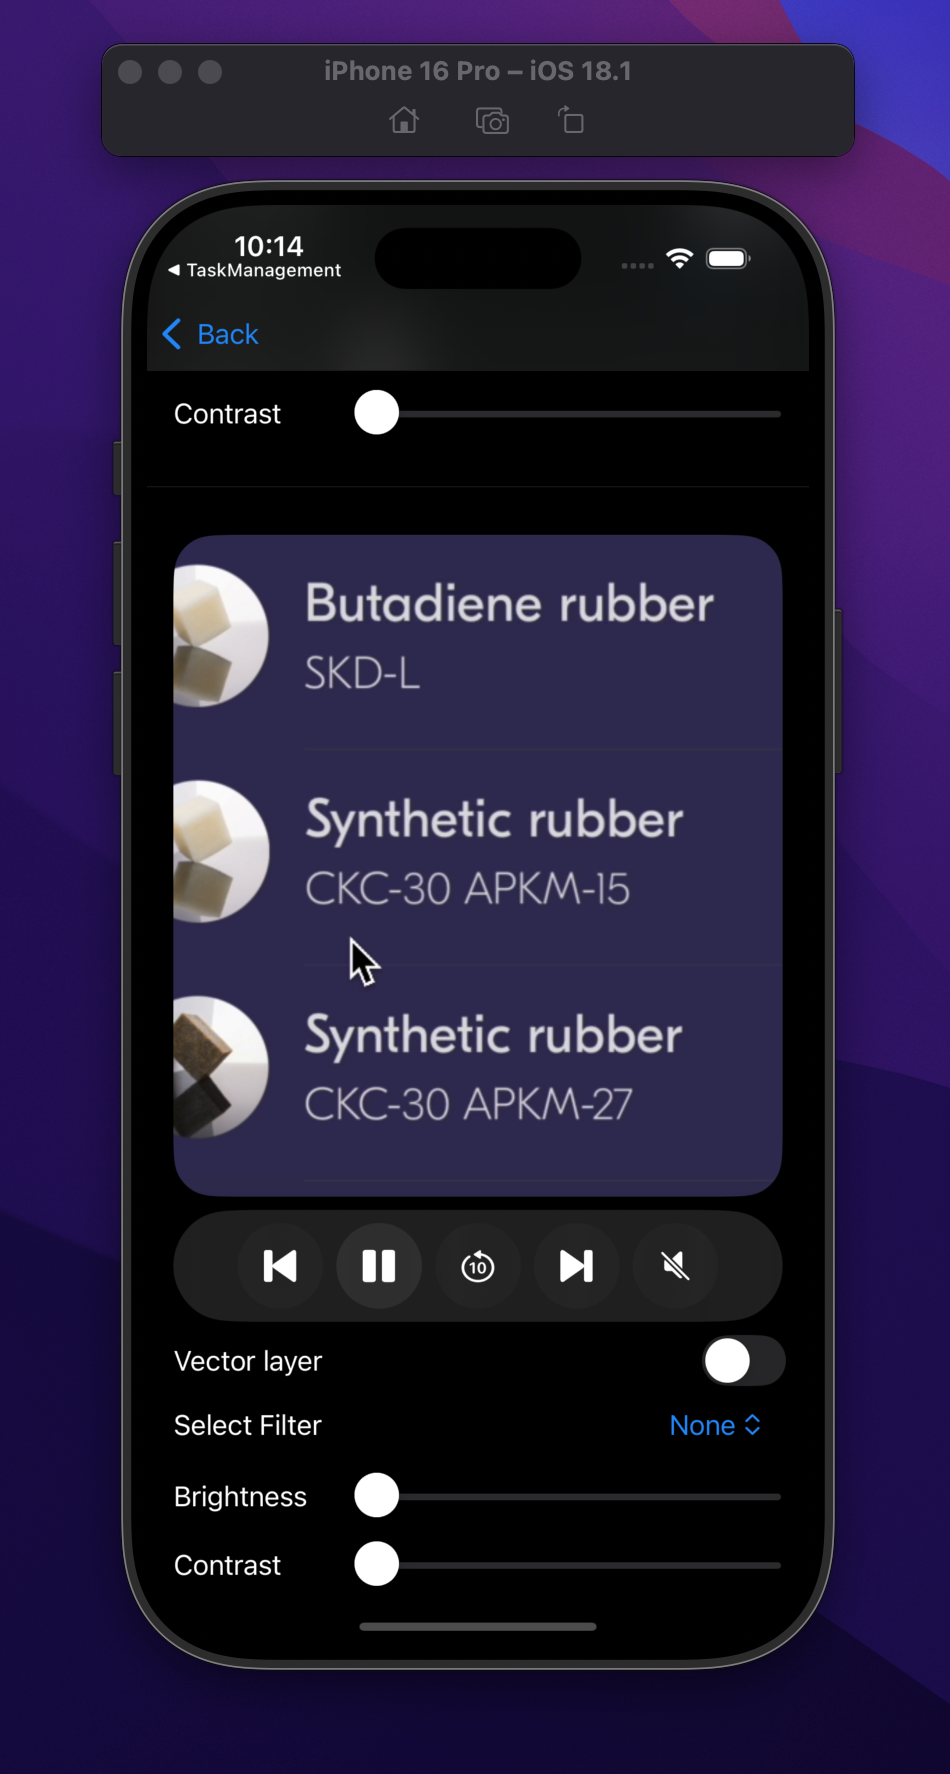 iPhone 16 Pro – iOS 18.1
10:14
◀ TaskManagement
Back
Contrast
Butadiene rubber
SKD-L
Synthetic rubber
CKC-30 APKM-15
Synthetic rubber
CKC-30 APKM-27
10
Vector layer
Select Filter None
Brightness
Contrast